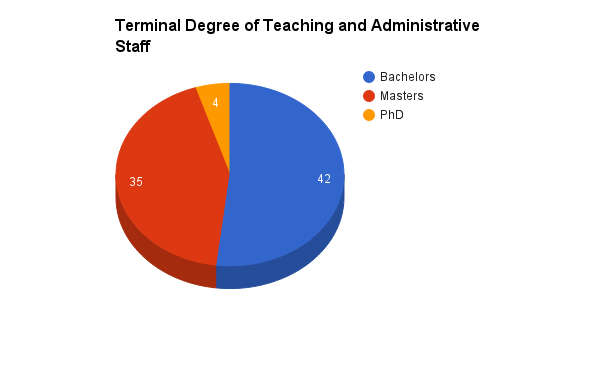 Terminal Degree of Teaching and Administrative
Staff
Bachelors
Masters
PhD
4
42
35